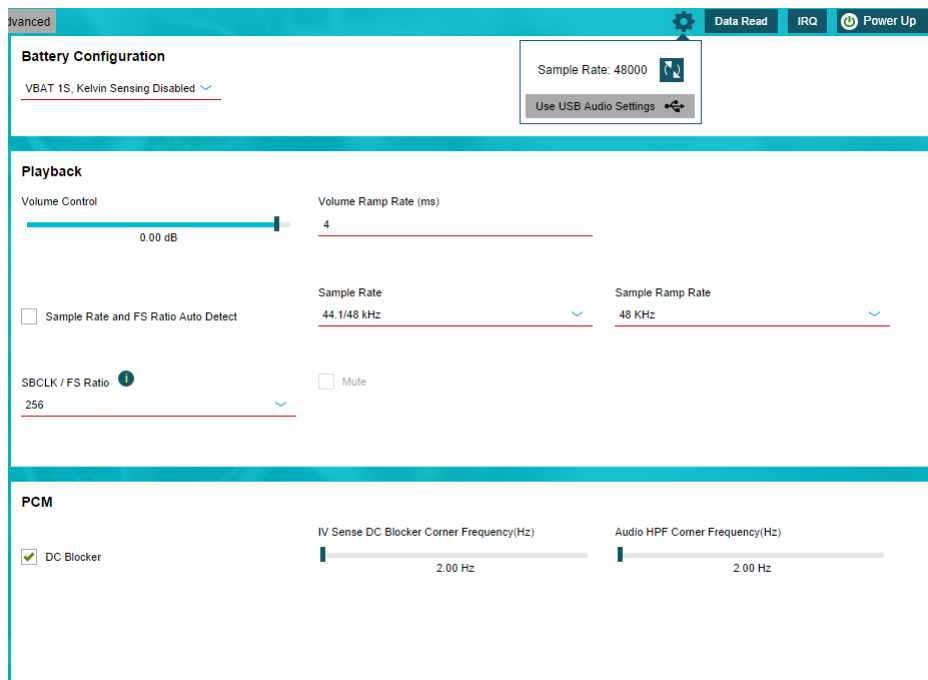 dvanced
Data Read
IRQ
Power Up
Battery Configuration
VBAT 1S, Kelvin Sensing Disabled
Sample Rate: 48000
Use USB Audio Settings
Playback
Volume Control
Volume Ramp Rate (ms)
0.00 dB
4
Sample Rate and FS Ratio Auto Detect
Sample Rate
Sample Ramp Rate
44.1/48 kHz
48 KHz
SBCLK / FS Ratio
i
Mute
256
PCM
DC Blocker
IV Sense DC Blocker Corner Frequency(Hz)
Audio HPF Corner Frequency(Hz)
2.00 Hz
2.00 Hz